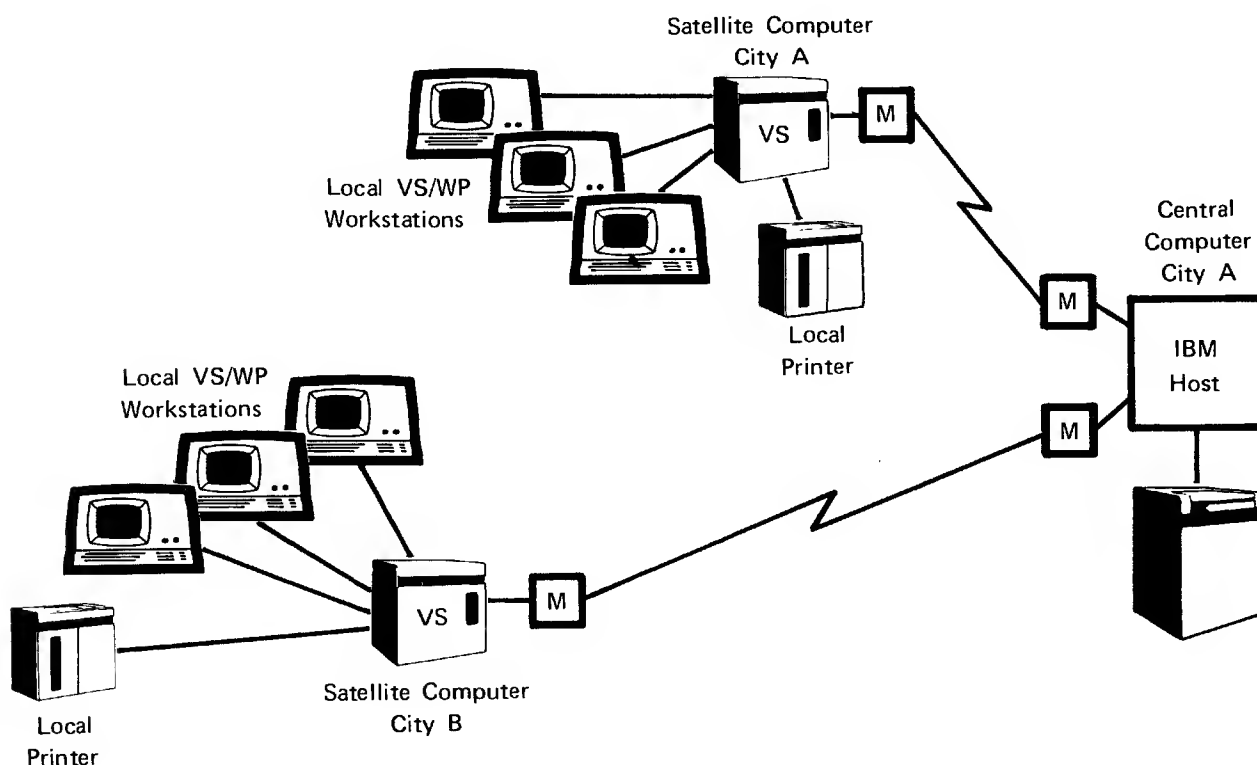 Satellite Computer
City A
VS
M
Local VS/WP
Workstations
Central
Computer
City A
M
IBM
Host
Local
Printer
Local VS/WP
Workstations
M
VS
M
Satellite Computer
City B
Local
Printer